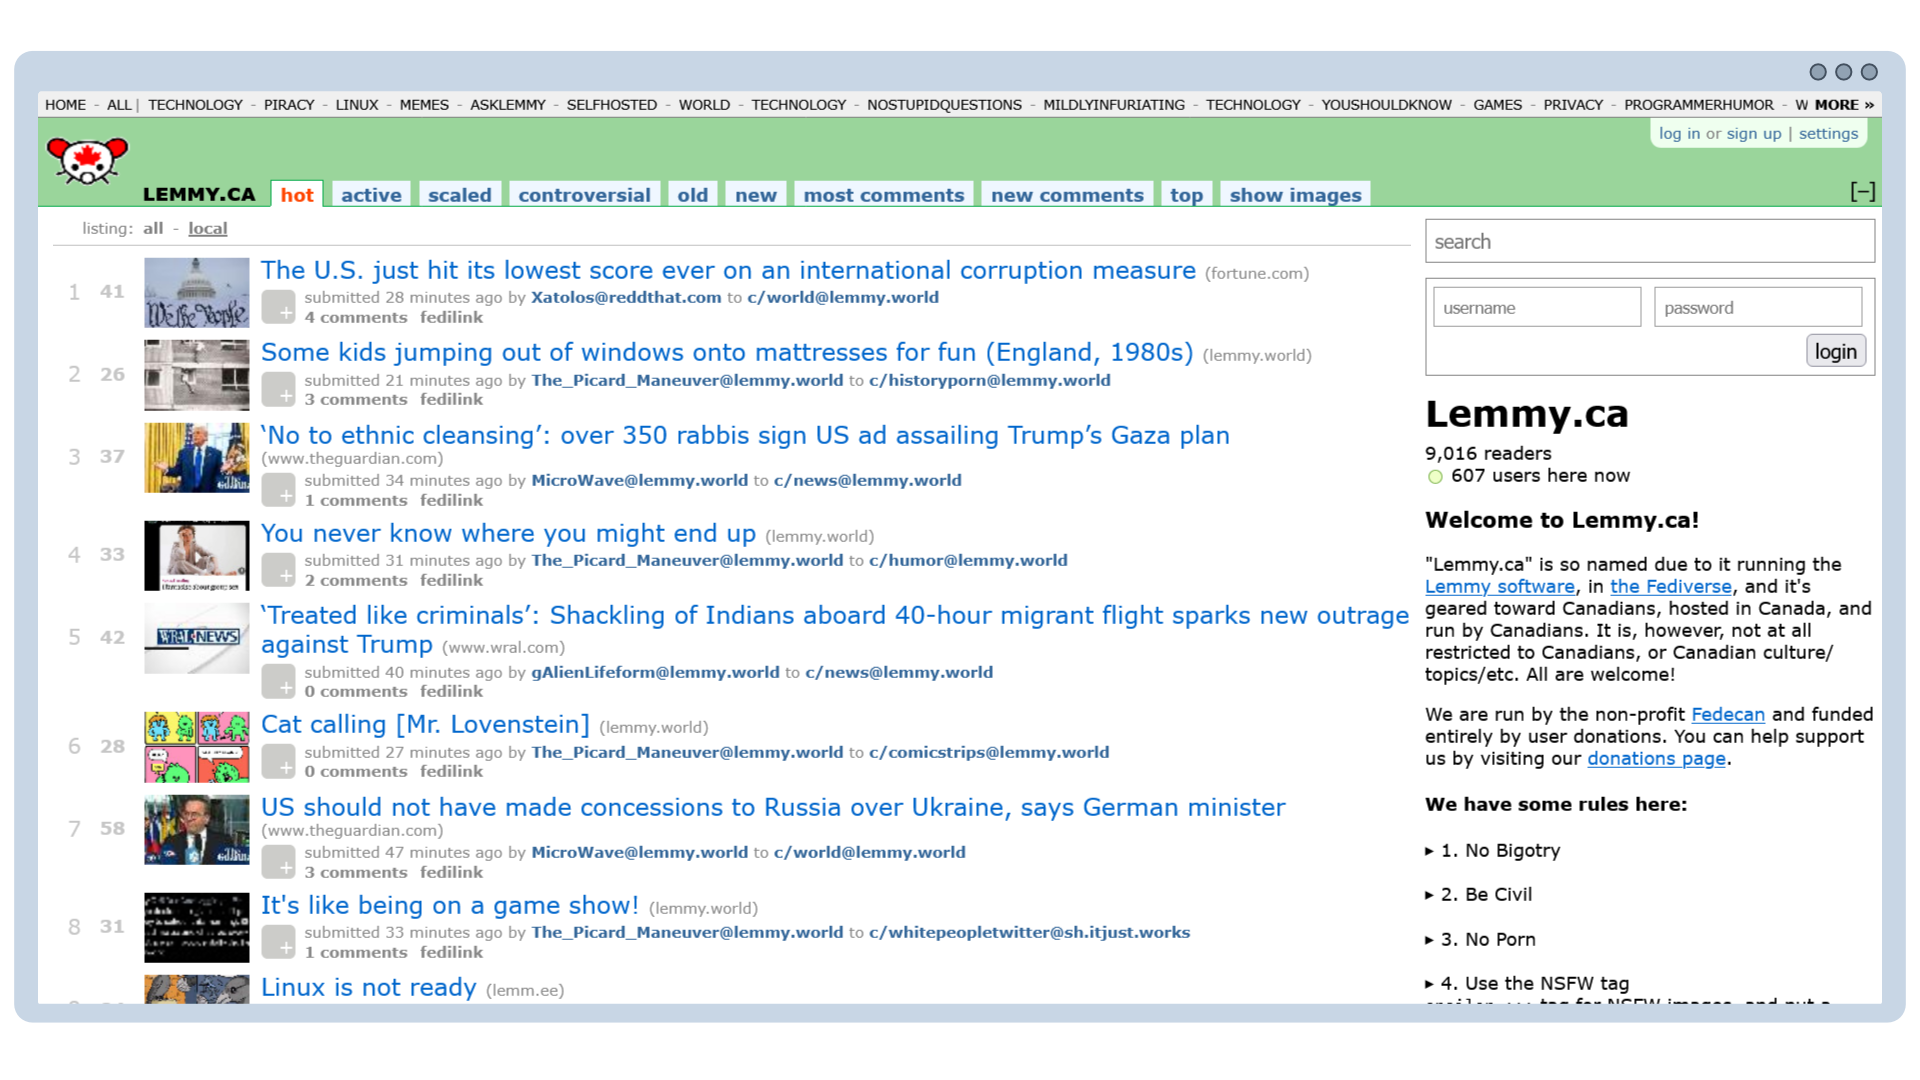 HOME - ALL | TECHNOLOGY - PIRACY - LINUX - MEMES - ASKLEMMY - SELFHOSTED - WORLD - TECHNOLOGY - NOSTUPIDQUESTIONS - MILDLYINFURIATING - TECHNOLOGY - YOUSHOULDKNOW - GAMES - PRIVACY - PROGRAMMERHUMOR - W MORE »
log in or sign up | settings
LEMMY.CA hot active scaled controversial old new most comments new comments top show images [−]
listing: all - local
1 41 The U.S. just hit its lowest score ever on an international corruption measure (fortune.com)
We the People
submitted 28 minutes ago by Xatolos@reddthat.com to c/world@lemmy.world
4 comments fedilink
2 26 Some kids jumping out of windows onto mattresses for fun (England, 1980s) (lemmy.world)
submitted 21 minutes ago by The_Picard_Maneuver@lemmy.world to c/historyporn@lemmy.world
3 comments fedilink
3 37 ‘No to ethnic cleansing’: over 350 rabbis sign US ad assailing Trump’s Gaza plan
(www.theguardian.com)
submitted 34 minutes ago by MicroWave@lemmy.world to c/news@lemmy.world
1 comments fedilink
4 33 You never know where you might end up (lemmy.world)
submitted 31 minutes ago by The_Picard_Maneuver@lemmy.world to c/humor@lemmy.world
2 comments fedilink
5 42 ‘Treated like criminals’: Shackling of Indians aboard 40-hour migrant flight sparks new outrage
against Trump (www.wral.com)
WRAL NEWS
submitted 40 minutes ago by gAlienLifeform@lemmy.world to c/news@lemmy.world
0 comments fedilink
6 28 Cat calling [Mr. Lovenstein] (lemmy.world)
submitted 27 minutes ago by The_Picard_Maneuver@lemmy.world to c/comicstrips@lemmy.world
0 comments fedilink
7 58 US should not have made concessions to Russia over Ukraine, says German minister
(www.theguardian.com)
submitted 47 minutes ago by MicroWave@lemmy.world to c/world@lemmy.world
3 comments fedilink
8 31 It's like being on a game show! (lemmy.world)
submitted 33 minutes ago by The_Picard_Maneuver@lemmy.world to c/whitepeopletwitter@sh.itjust.works
1 comments fedilink
Linux is not ready (lemm.ee)
search
username password
login
Lemmy.ca
9,016 readers
607 users here now
Welcome to Lemmy.ca!
"Lemmy.ca" is so named due to it running the
Lemmy software, in the Fediverse, and it's
geared toward Canadians, hosted in Canada, and
run by Canadians. It is, however, not at all
restricted to Canadians, or Canadian culture/
topics/etc. All are welcome!
We are run by the non-profit Fedecan and funded
entirely by user donations. You can help support
us by visiting our donations page.
We have some rules here:
▸ 1. No Bigotry
▸ 2. Be Civil
▸ 3. No Porn
▸ 4. Use the NSFW tag
tag for NSFW images, and put a